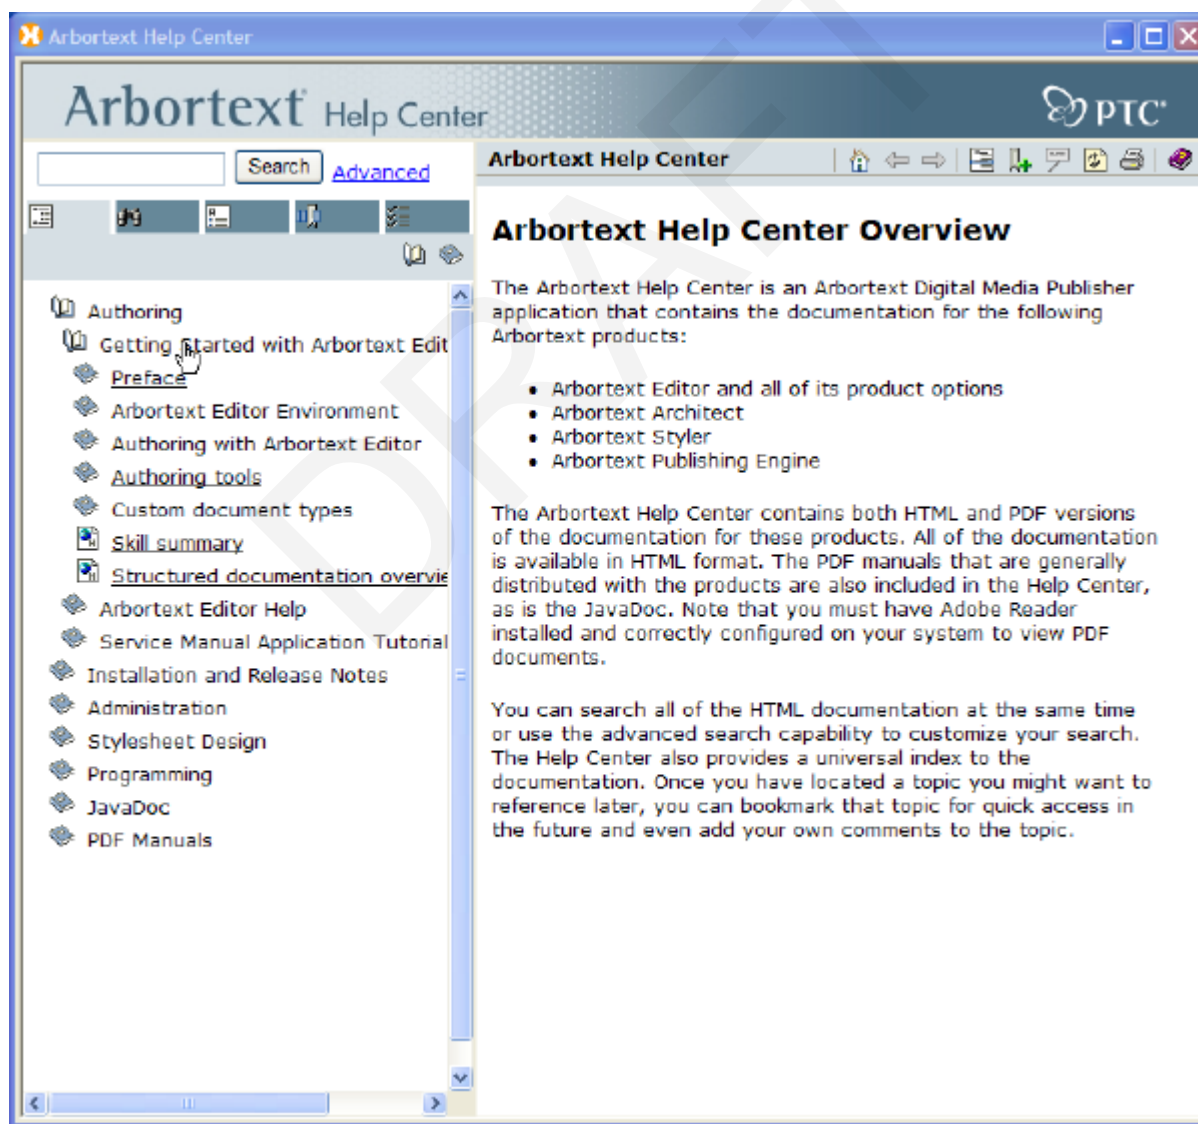 Arbortext Help Center
Arbortext Help Center
PTC
Search Advanced
Arbortext Help Center
Authoring
Getting Started with Arbortext Edit
Preface
Arbortext Editor Environment
Authoring with Arbortext Editor
Authoring tools
Custom document types
Skill summary
Structured documentation overvie
Arbortext Editor Help
Service Manual Application Tutorial
Installation and Release Notes
Administration
Stylesheet Design
Programming
JavaDoc
PDF Manuals
Arbortext Help Center Overview
The Arbortext Help Center is an Arbortext Digital Media Publisher
application that contains the documentation for the following
Arbortext products:
• Arbortext Editor and all of its product options
• Arbortext Architect
• Arbortext Styler
• Arbortext Publishing Engine
The Arbortext Help Center contains both HTML and PDF versions
of the documentation for these products. All of the documentation
is available in HTML format. The PDF manuals that are generally
distributed with the products are also included in the Help Center,
as is the JavaDoc. Note that you must have Adobe Reader
installed and correctly configured on your system to view PDF
documents.
You can search all of the HTML documentation at the same time
or use the advanced search capability to customize your search.
The Help Center also provides a universal index to the
documentation. Once you have located a topic you might want to
reference later, you can bookmark that topic for quick access in
the future and even add your own comments to the topic.
DRAFT